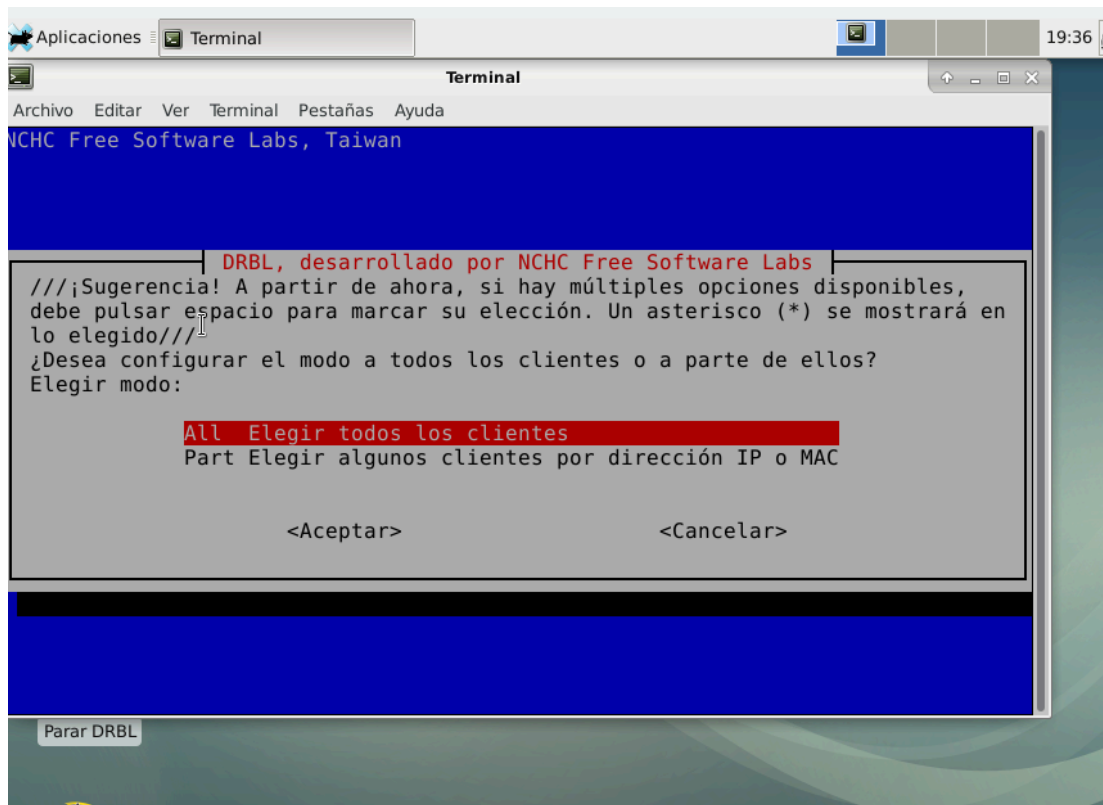 Aplicaciones
Terminal
19:36
Terminal
Archivo Editar Ver Terminal Pestañas Ayuda
NCHC Free Software Labs, Taiwan
DRBL, desarrollado por NCHC Free Software Labs
///¡Sugerencia! A partir de ahora, si hay múltiples opciones disponibles,
debe pulsar espacio para marcar su elección. Un asterisco (*) se mostrará en
lo elegido///
¿Desea configurar el modo a todos los clientes o a parte de ellos?
Elegir modo:
All Elegir todos los clientes
Part Elegir algunos clientes por dirección IP o MAC
<Aceptar> <Cancelar>
Parar DRBL